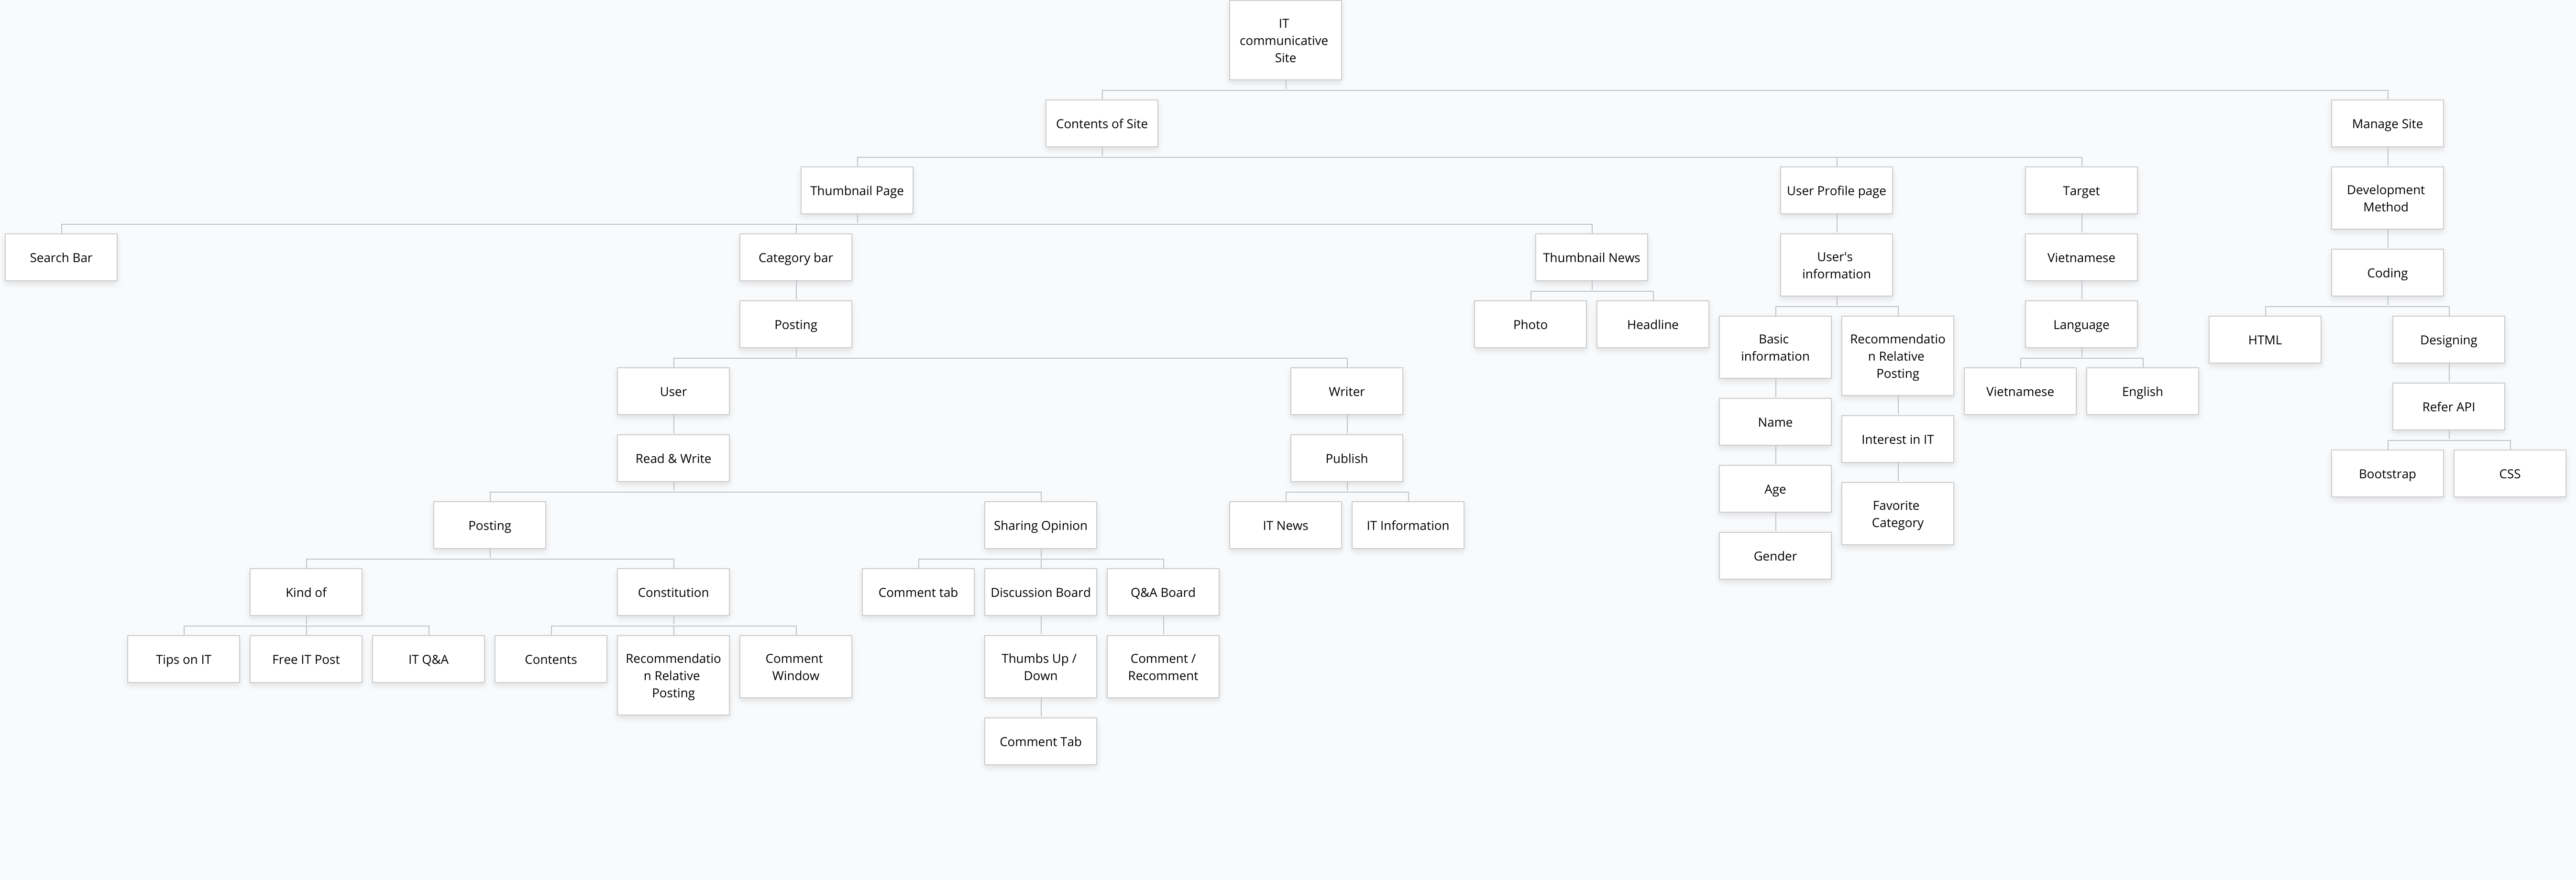 IT
communicative
Site
Contents of Site
Manage Site
Thumbnail Page
User Profile page
Target
Development
Method
Search Bar
Category bar
Thumbnail News
User's
information
Vietnamese
Coding
Posting
Photo
Headline
Basic
information
Recommendatio
n Relative
Posting
Language
HTML
Designing
User
Writer
Vietnamese
English
Refer API
Name
Interest in IT
Read & Write
Publish
Bootstrap
CSS
Age
Favorite
Category
Posting
Sharing Opinion
IT News
IT Information
Gender
Kind of
Constitution
Comment tab
Discussion Board
Q&A Board
Tips on IT
Free IT Post
IT Q&A
Contents
Recommendatio
n Relative
Posting
Comment
Window
Thumbs Up /
Down
Comment /
Recomment
Comment Tab